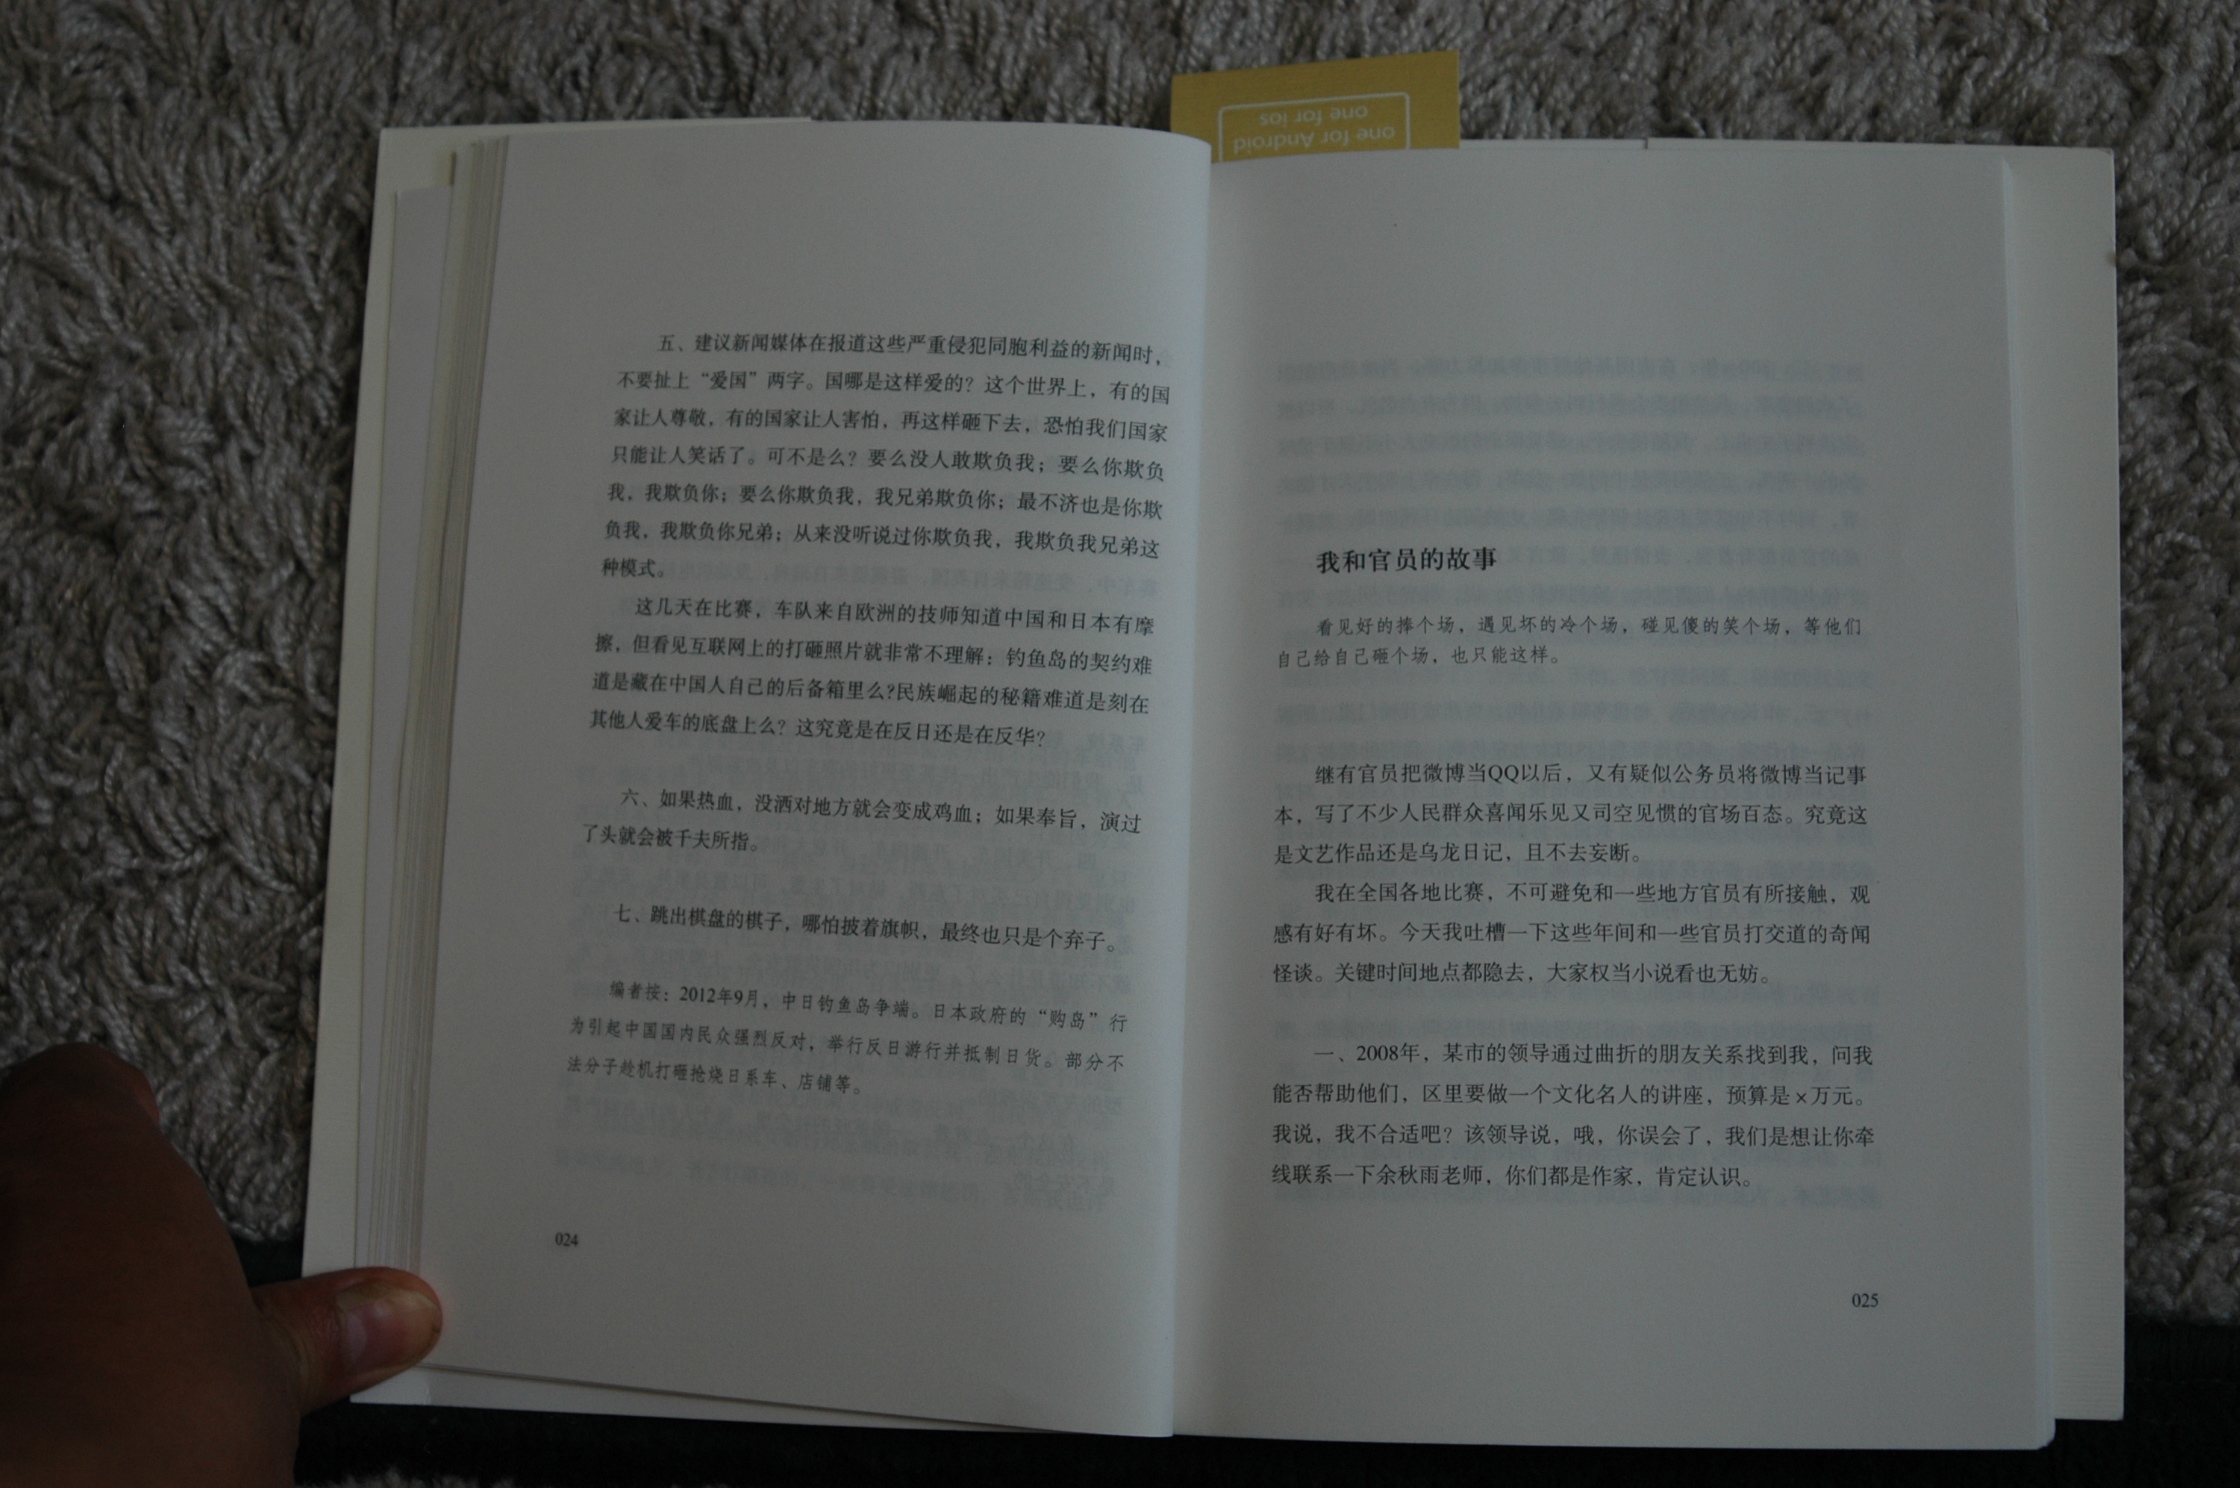 one for Android
one for ios
五、建议新闻媒体在报道这些严重侵犯同胞利益的新闻时，
不要扯上“爱国”两字。国哪是这样爱的？这个世界上，有的国
家让人尊敬，有的国家让人害怕，再这样砸下去，恐怕我们国家
只能让人笑话了。可不是么？要么没人敢欺负我；要么你欺负
我，我欺负你；要么你欺负我，我兄弟欺负你；最不济也是你欺
负我，我欺负你兄弟；从来没听说过你欺负我，我欺负我兄弟这
种模式。
这几天在比赛，车队来自欧洲的技师知道中国和日本有摩
擦，但看见互联网上的打砸照片就非常不理解：钓鱼岛的契约难
道是藏在中国人自己的后备箱里么?民族崛起的秘籍难道是刻在
其他人爱车的底盘上么？这究竟是在反日还是在反华？
六、如果热血，没洒对地方就会变成鸡血；如果奉旨，演过
了头就会被千夫所指。
七、跳出棋盘的棋子，哪怕披着旗帜，最终也只是个弃子。
编者按：2012年9月，中日钓鱼岛争端。日本政府的“购岛”行
为引起中国国内民众强烈反对，举行反日游行并抵制日货。部分不
法分子趁机打砸抢烧日系车、店铺等。
024
我和官员的故事
看见好的捧个场，遇见坏的冷个场，碰见傻的笑个场，等他们
自己给自己砸个场，也只能这样。
继有官员把微博当QQ以后，又有疑似公务员将微博当记事
本，写了不少人民群众喜闻乐见又司空见惯的官场百态。究竟这
是文艺作品还是乌龙日记，且不去妄断。
我在全国各地比赛，不可避免和一些地方官员有所接触，观
感有好有坏。今天我吐槽一下这些年间和一些官员打交道的奇闻
怪谈。关键时间地点都隐去，大家权当小说看也无妨。
一、2008年，某市的领导通过曲折的朋友关系找到我，问我
能否帮助他们，区里要做一个文化名人的讲座，预算是×万元。
我说，我不合适吧？该领导说，哦，你误会了，我们是想让你牵
线联系一下余秋雨老师，你们都是作家，肯定认识。
025